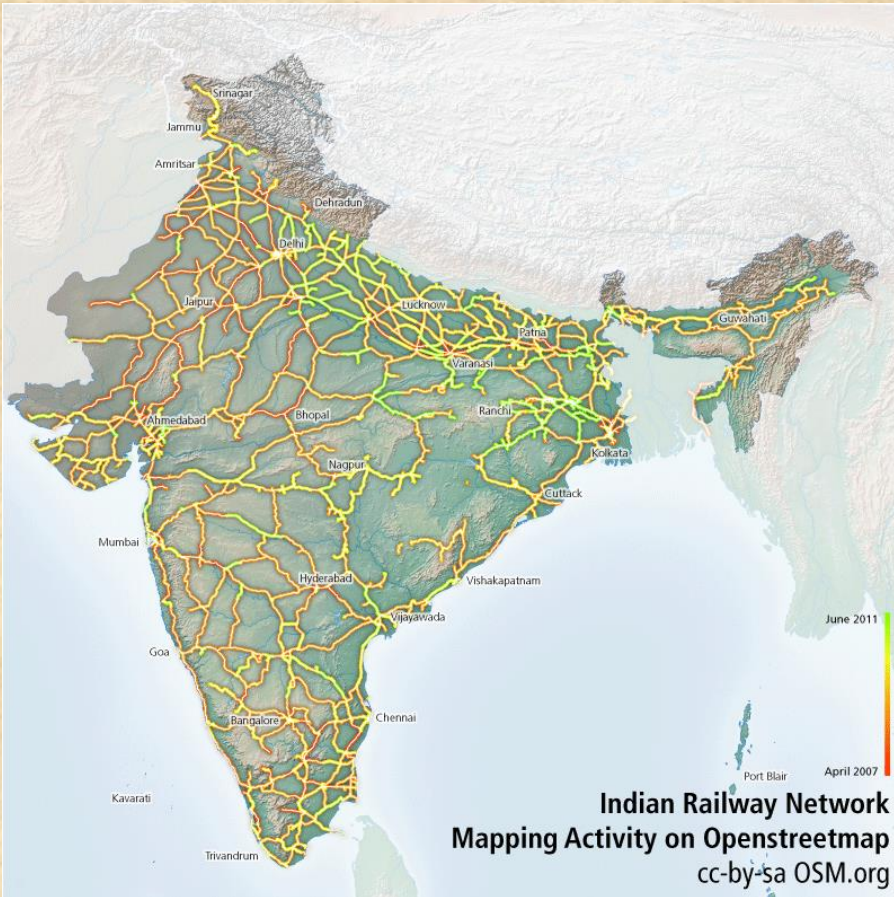 Srinagar
Jammu
Amritsar
Dehradun
Delhi
Jaipur
Lucknow
Guwahati
Patna
Varanasi
Ahmedabad
Bhopal
Ranchi
Kolkata
Nagpur
Cuttack
Mumbai
Hyderabad
Vishakapatnam
Vijayawada
June 2011
Goa
Bangalore
Chennai
April 2007
Port Blair
Kavarati
Trivandrum
Indian Railway Network
Mapping Activity on Openstreetmap
cc-by-sa OSM.org